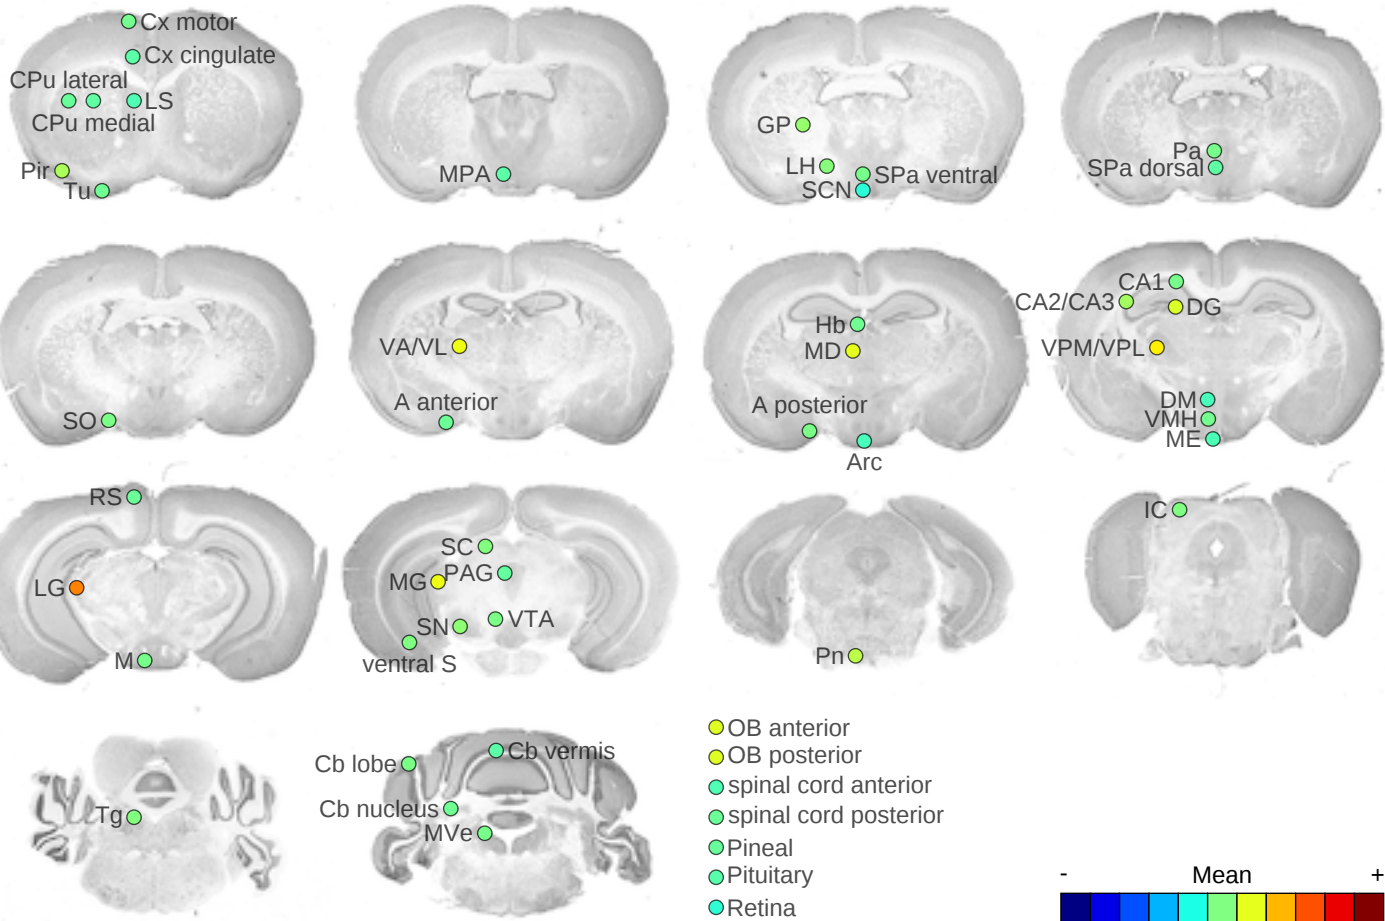 Cx motor
Cx cingulate
CPu lateral
LS
CPu medial
Pir
Tu
MPA
GP
LH
SPa ventral
SCN
Pa
SPa dorsal
SO
VA/VL
A anterior
Hb
MD
A posterior
Arc
CA1
CA2/CA3
DG
VPM/VPL
DM
VMH
ME
RS
LG
M
SC
PAG
MG
VTA
SN
ventral S
Pn
IC
Tg
Cb vermis
Cb lobe
Cb nucleus
MVe
OB anterior
OB posterior
spinal cord anterior
spinal cord posterior
Pineal
Pituitary
Retina
- Mean +